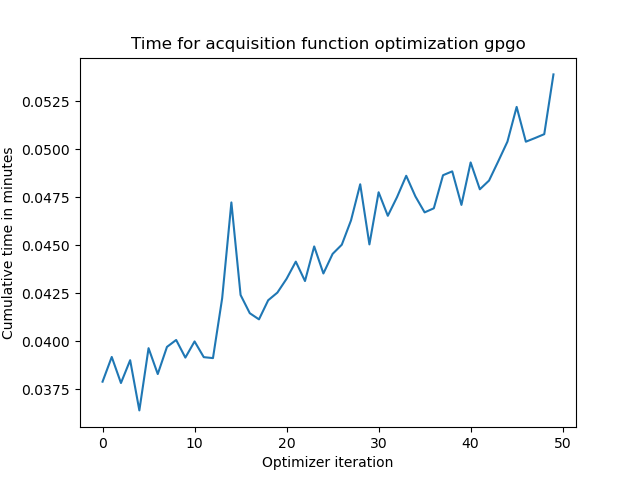 Time for acquisition function optimization gpgo
Cumulative time in minutes
0.0525
0.0500
0.0475
0.0450
0.0425
0.0400
0.0375
0 10 20 30 40 50
Optimizer iteration